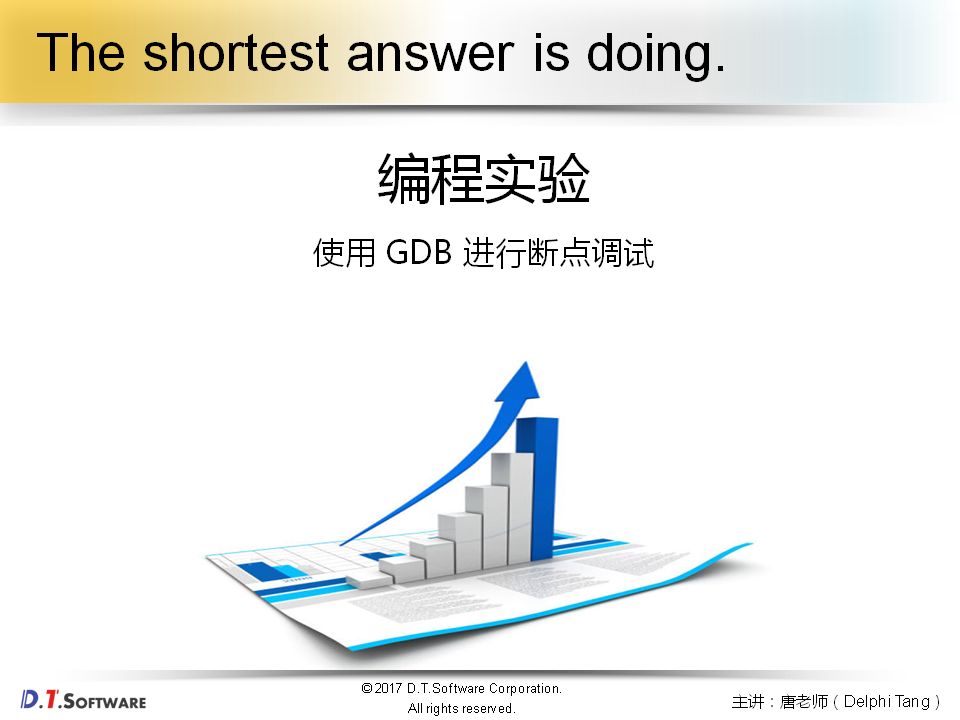 The shortest answer is doing.
编程实验
使用 GDB 进行断点调试
2009
D.T.SOFTWARE
©2017 D.T.Software Corporation.
All rights reserved.
主讲：唐老师（Delphi Tang）